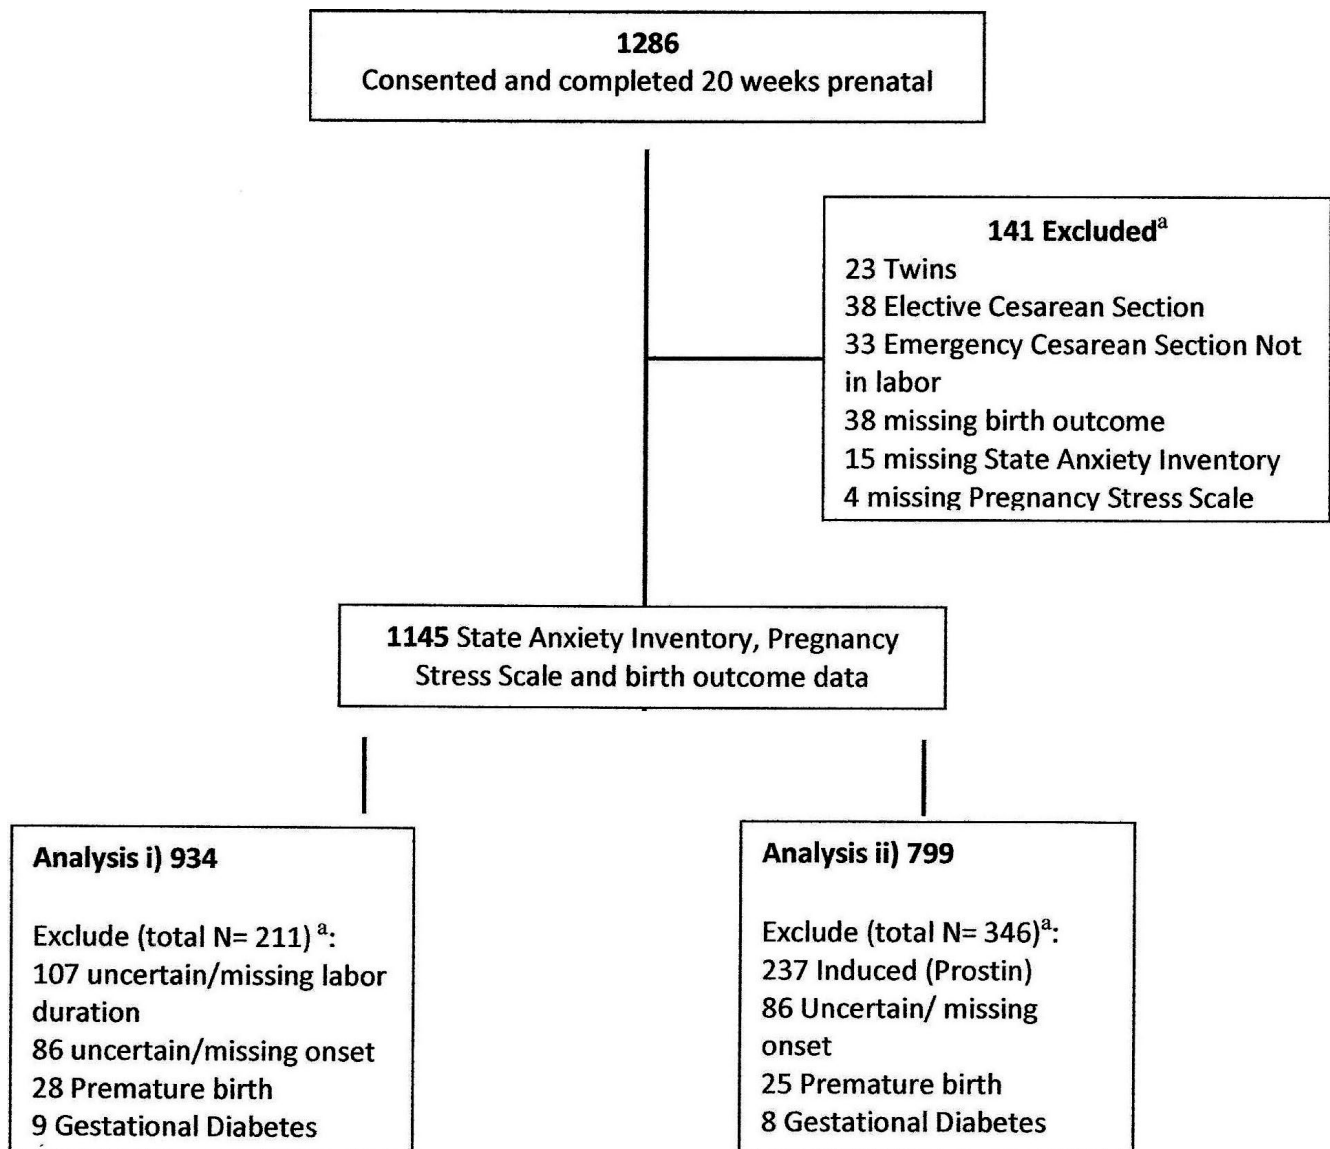 1286
Consented and completed 20 weeks prenatal
141 Excludedª
23 Twins
38 Elective Cesarean Section
33 Emergency Cesarean Section Not
in labor
38 missing birth outcome
15 missing State Anxiety Inventory
4 missing Pregnancy Stress Scale
1145 State Anxiety Inventory, Pregnancy
Stress Scale and birth outcome data
Analysis i) 934
Exclude (total N= 211) ª:
107 uncertain/missing labor
duration
86 uncertain/missing onset
28 Premature birth
9 Gestational Diabetes
Analysis ii) 799
Exclude (total N= 346)ª:
237 Induced (Prostin)
86 Uncertain/ missing
onset
25 Premature birth
8 Gestational Diabetes